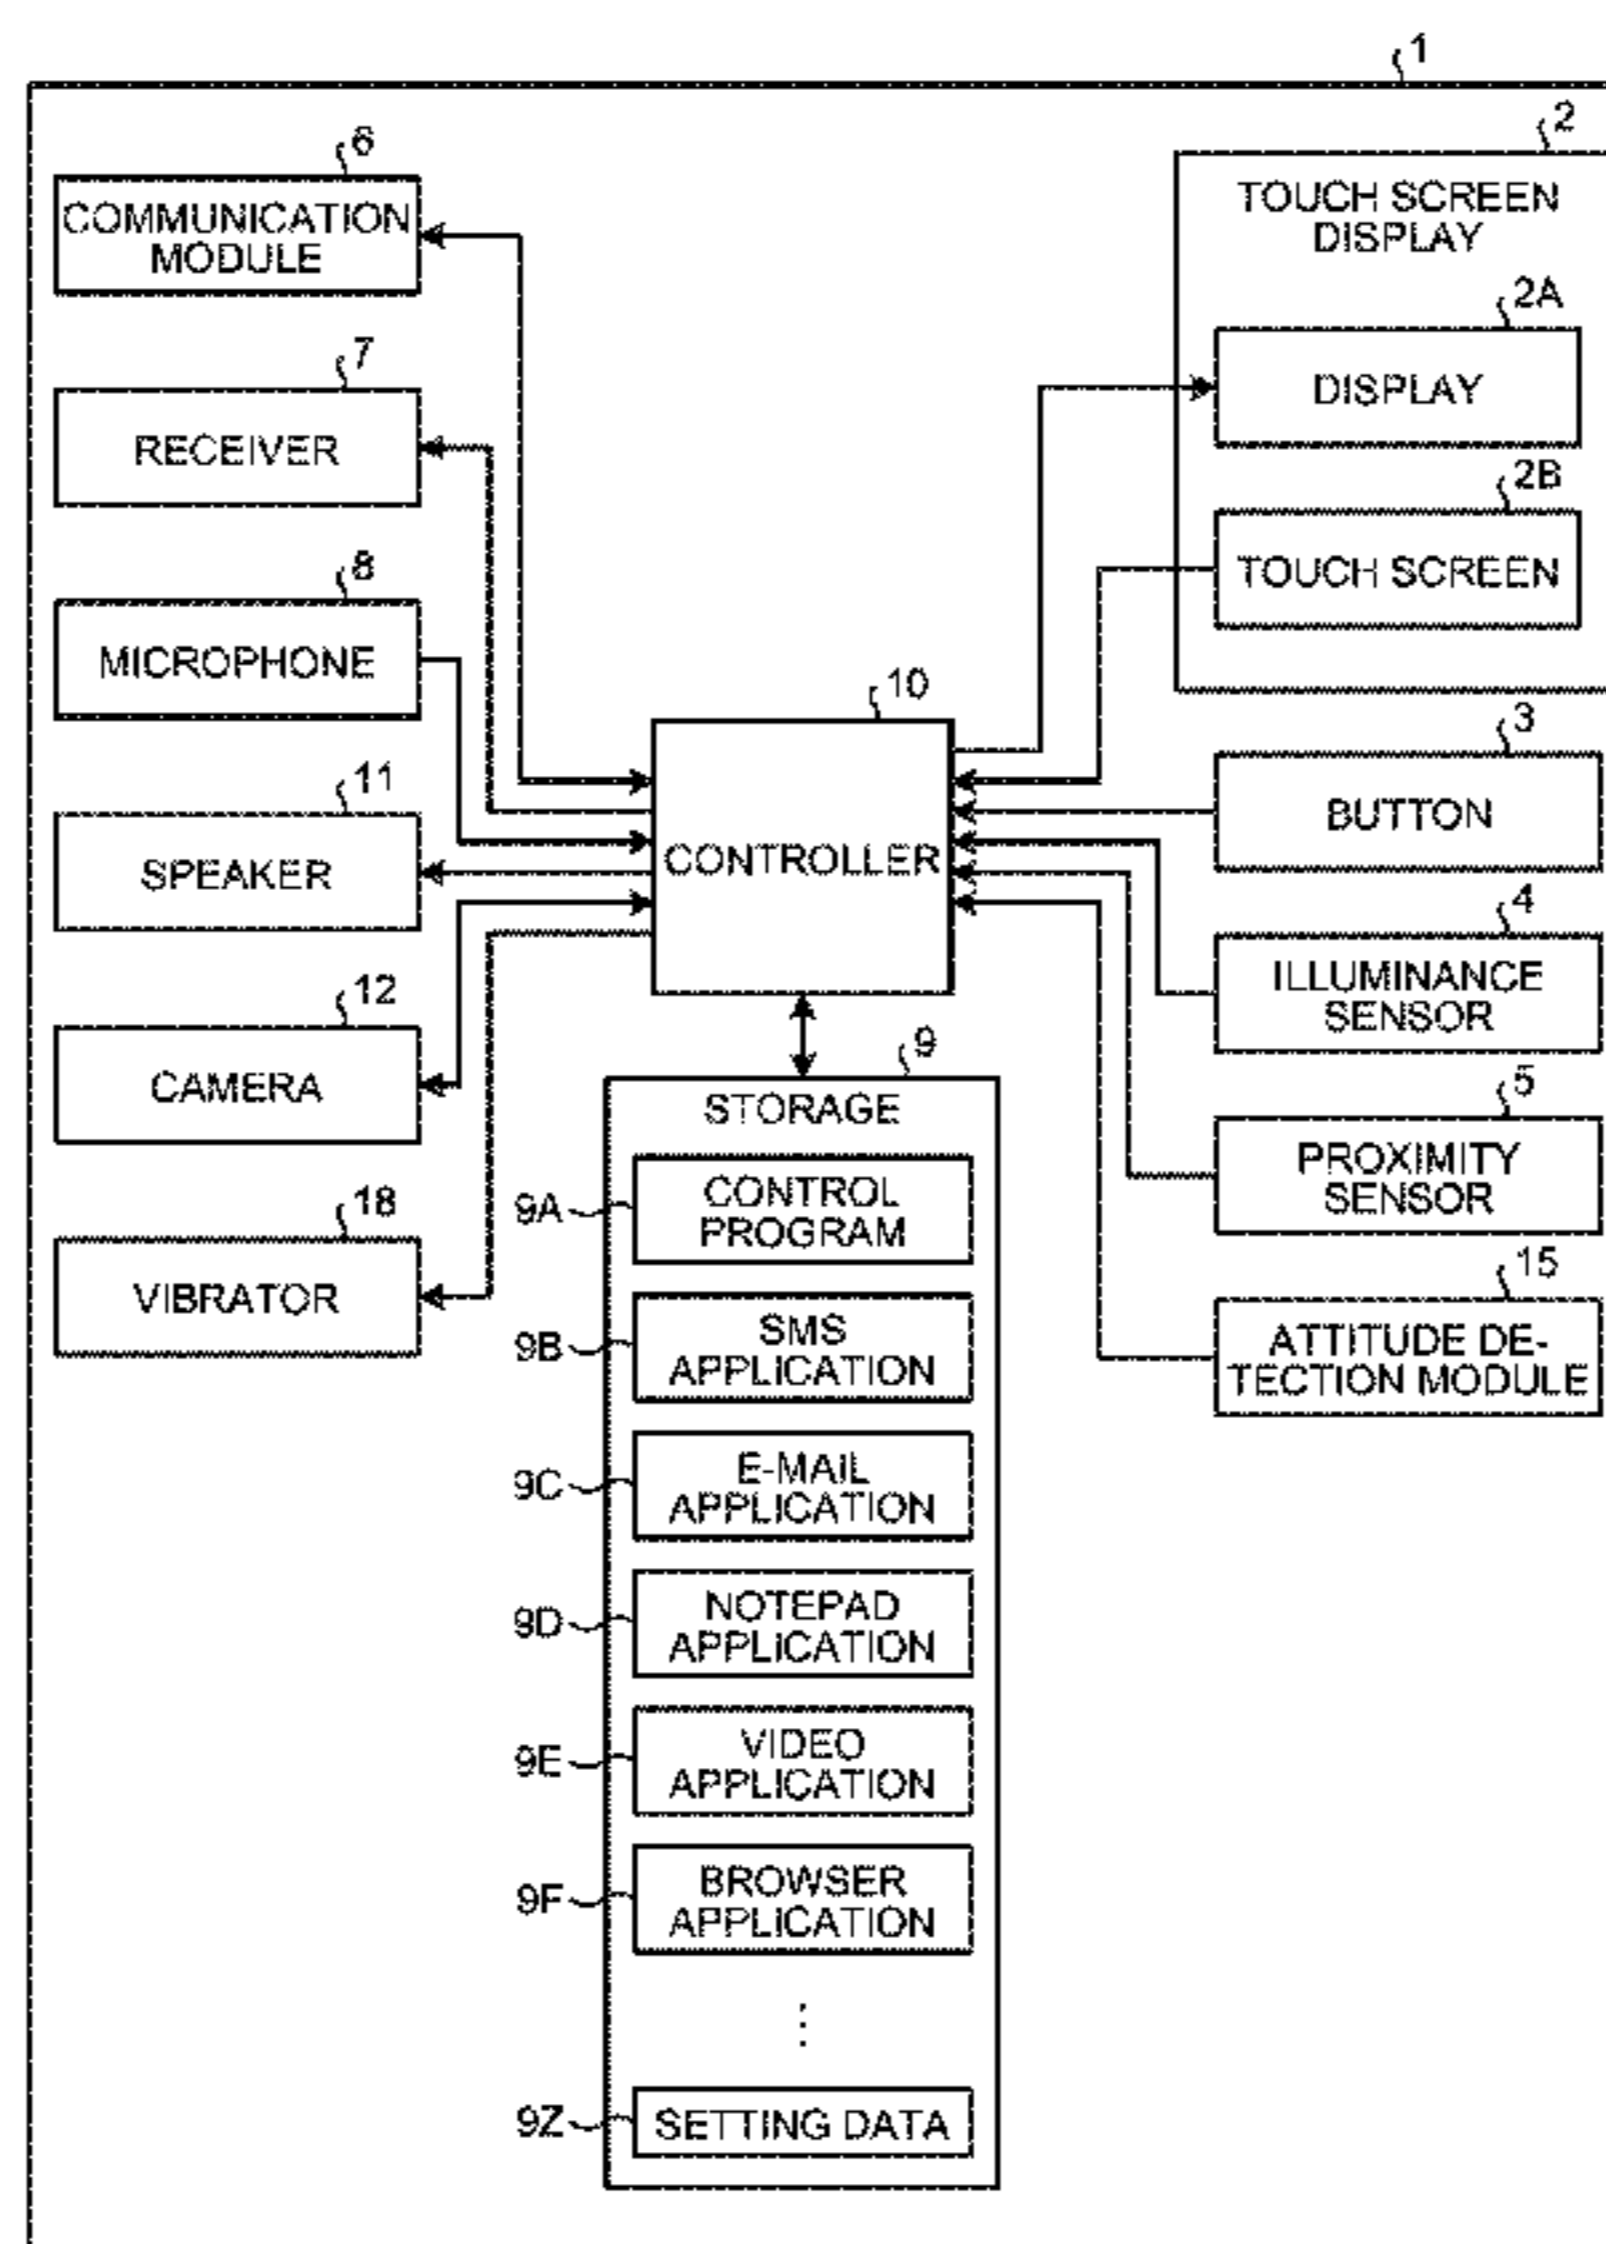 1
6
COMMUNICATION
MODULE
7
RECEIVER
8
MICROPHONE
11
SPEAKER
12
CAMERA
18
VIBRATOR
10
CONTROLLER
2
TOUCH SCREEN
DISPLAY
2A
DISPLAY
2B
TOUCH SCREEN
3
BUTTON
4
ILLUMINANCE
SENSOR
5
PROXIMITY
SENSOR
15
ATTITUDE DE-
TECTION MODULE
9
STORAGE
9A
CONTROL
PROGRAM
9B
SMS
APPLICATION
9C
E-MAIL
APPLICATION
9D
NOTEPAD
APPLICATION
9E
VIDEO
APPLICATION
9F
BROWSER
APPLICATION
⋮
9Z
SETTING DATA